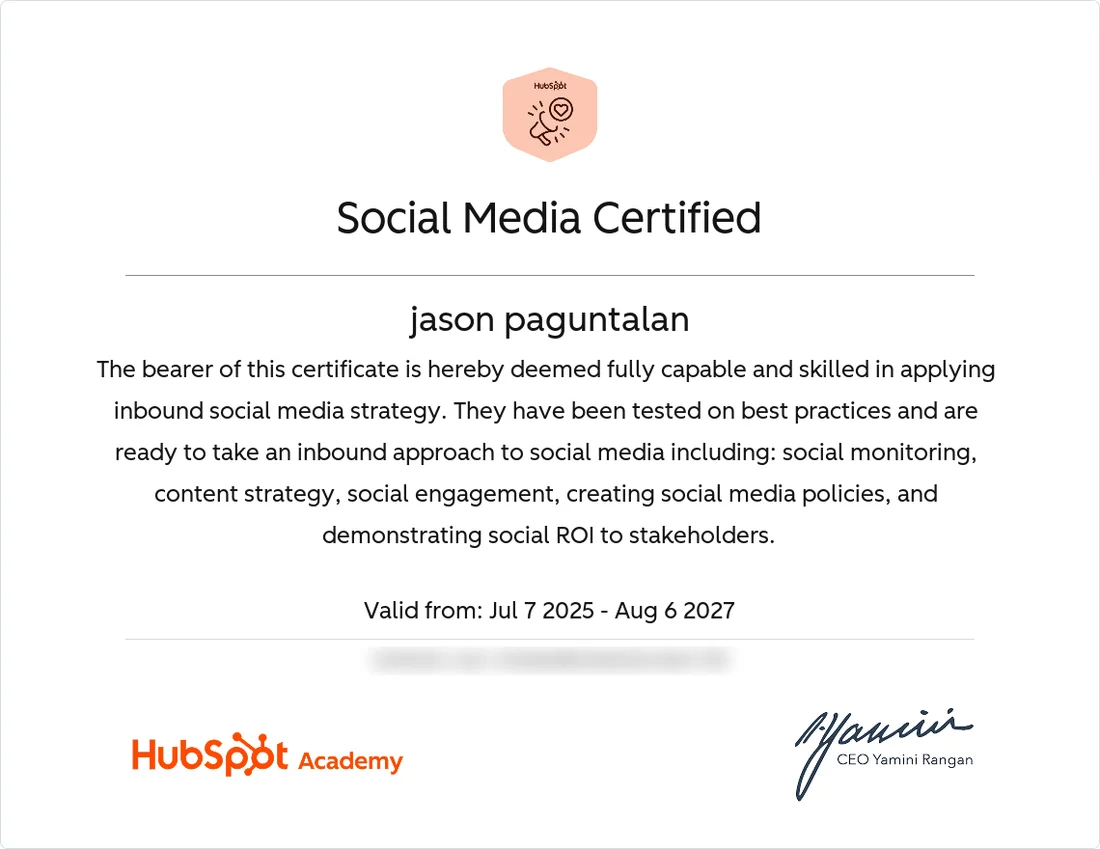 HubSpot
Social Media Certified
jason paguntalan
The bearer of this certificate is hereby deemed fully capable and skilled in applying
inbound social media strategy. They have been tested on best practices and are
ready to take an inbound approach to social media including: social monitoring,
content strategy, social engagement, creating social media policies, and
demonstrating social ROI to stakeholders.
Valid from: Jul 7 2025 - Aug 6 2027
HubSpot Academy
Yamini
CEO Yamini Rangan